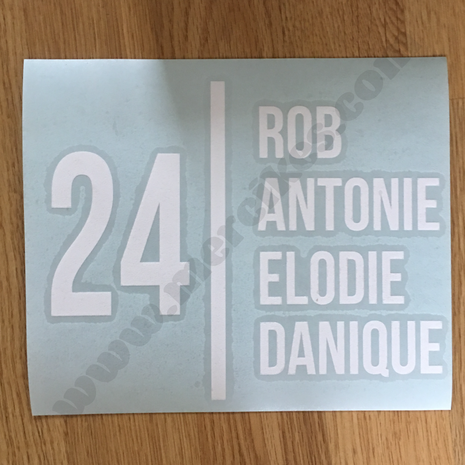 24
ROB
ANTONIE
ELODIE
DANIQUE